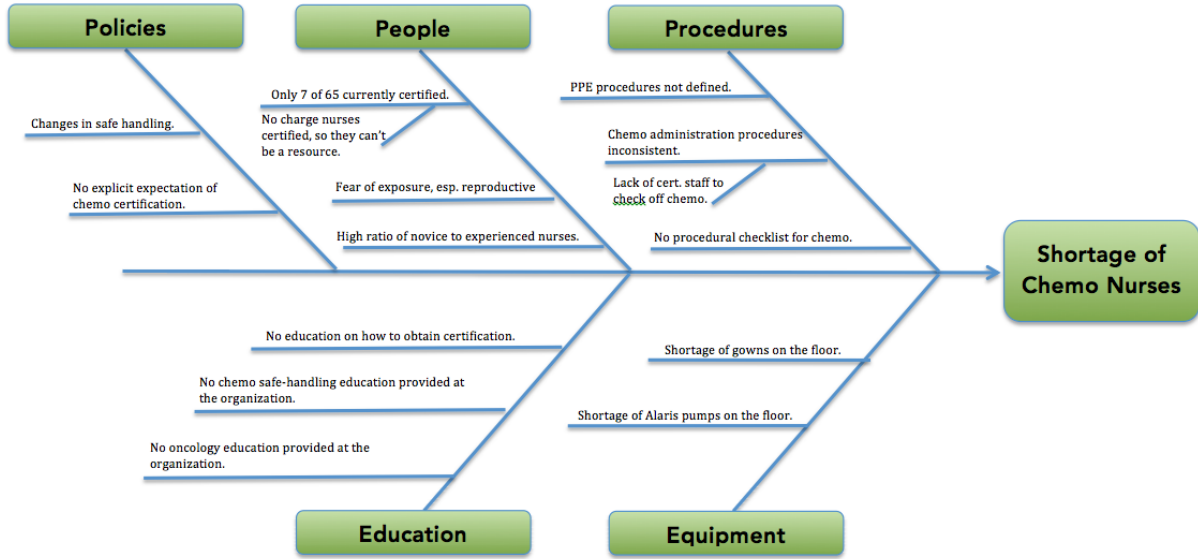 Policies
People
Procedures
Only 7 of 65 currently certified.
No charge nurses
certified, so they can't
be a resource.
PPE procedures not defined.
Changes in safe handling.
Chemo administration procedures
inconsistent.
No explicit expectation of
chemo certification.
Fear of exposure, esp. reproductive
Lack of cert. staff to
check off chemo.
High ratio of novice to experienced nurses.
No procedural checklist for chemo.
Shortage of
Chemo Nurses
No education on how to obtain certification.
Shortage of gowns on the floor.
No chemo safe-handling education provided at
the organization.
Shortage of Alaris pumps on the floor.
No oncology education provided at the
organization.
Education
Equipment